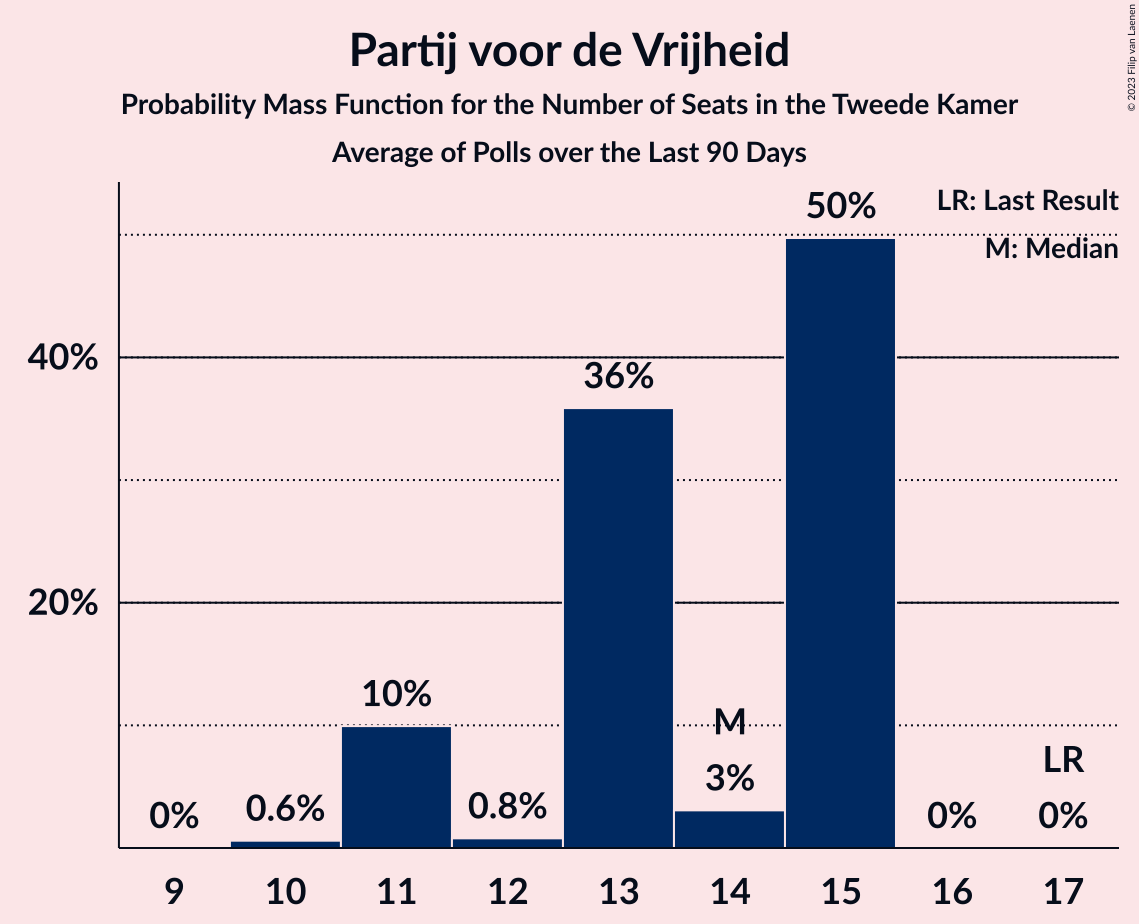 Partij voor de Vrijheid
Probability Mass Function for the Number of Seats in the Tweede Kamer
Average of Polls over the Last 90 Days
© 2023 Filip van Laenen
LR: Last Result
M: Median
50%
40%
36%
20%
10%
M
LR
3%
0%
0.6%
0.8%
0%
0%
9 10 11 12 13 14 15 16 17